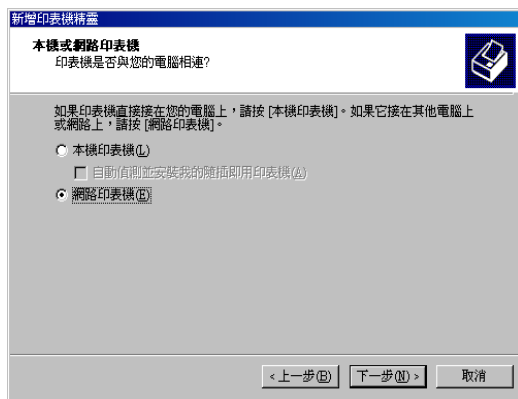 新增印表機精靈
本機或網路印表機
印表機是否與您的電腦相連?
如果印表機直接接在您的電腦上，請按 [本機印表機]。如果它接在其他電腦上
或網路上，請按 [網路印表機]。
本機印表機(L)
自動偵測並安裝我的隨插即用印表機(A)
網路印表機(E)
<上一步(B)
下一步(N) >
取消